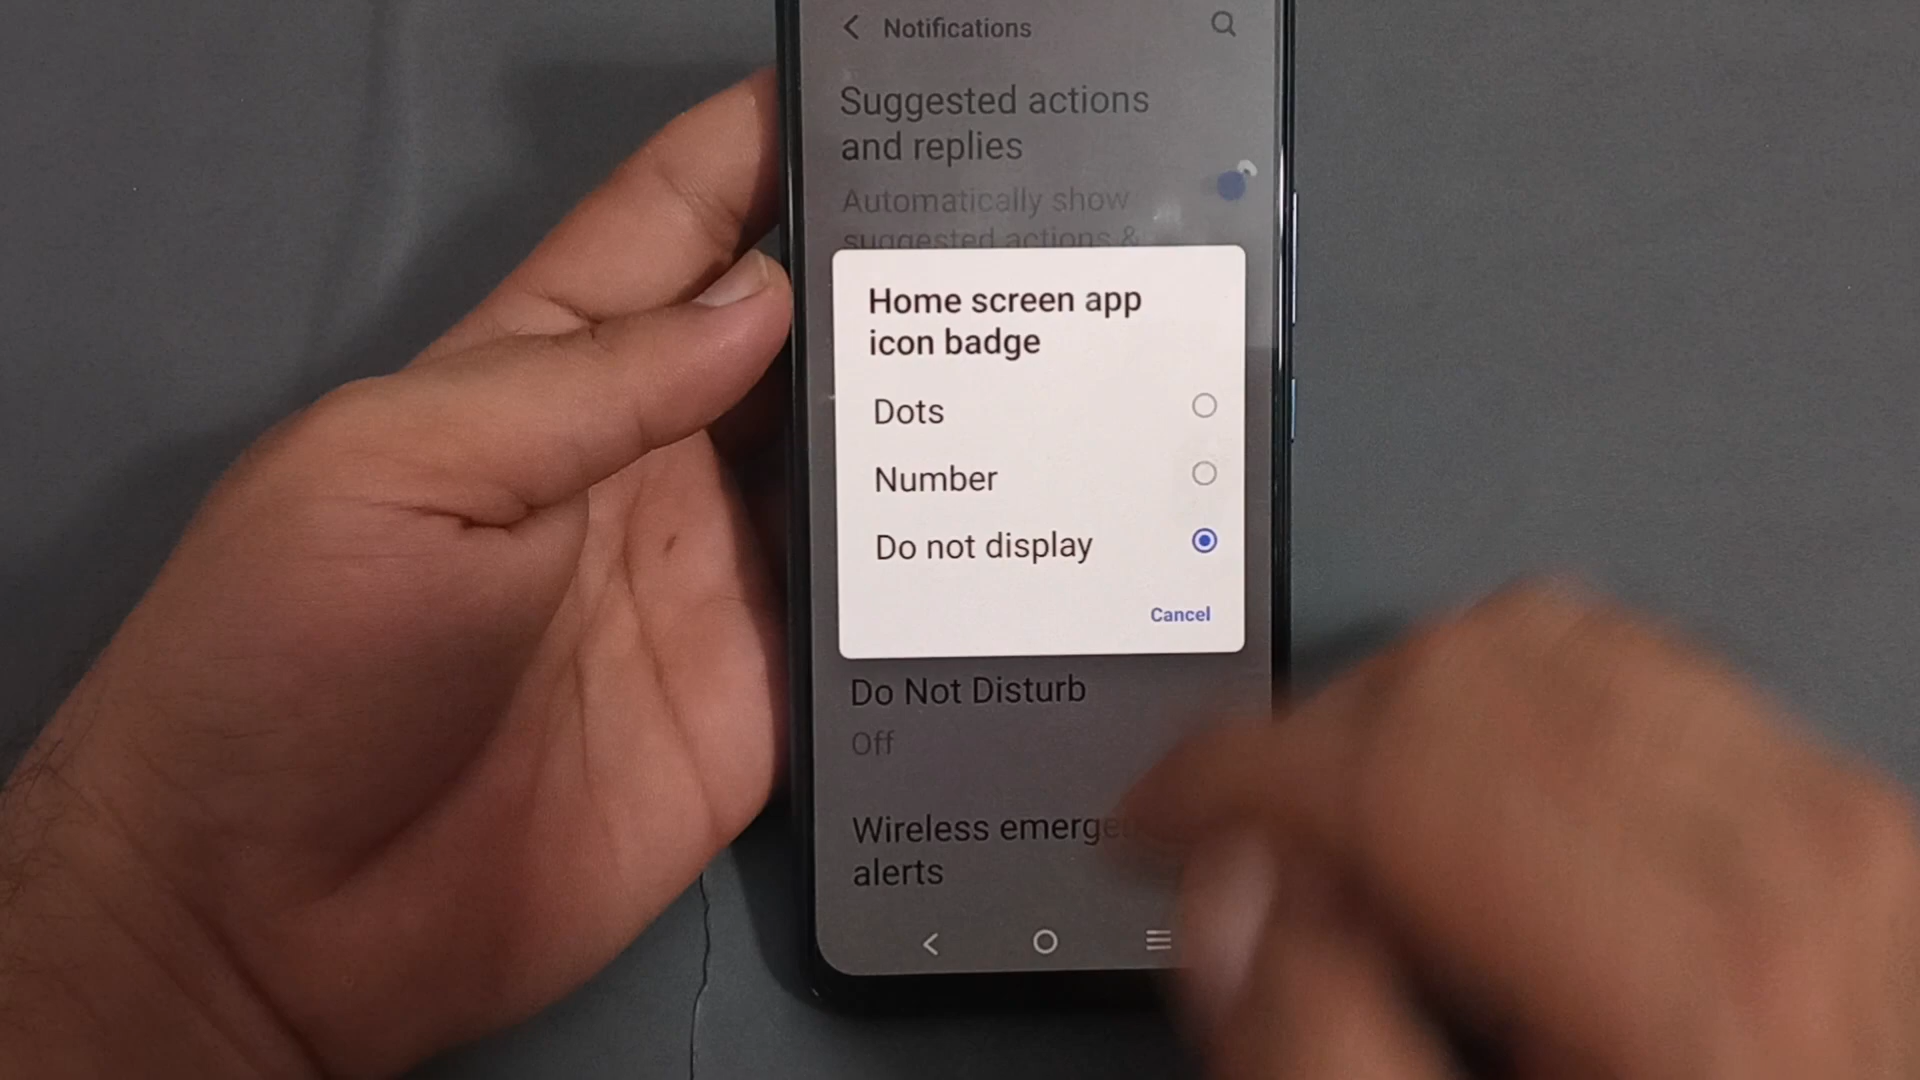 Notifications
Suggested actions
and replies
Automatically show
suggested actions &
Home screen app
icon badge
Dots
Number
Do not display
Cancel
Do Not Disturb
Off
Wireless
alerts